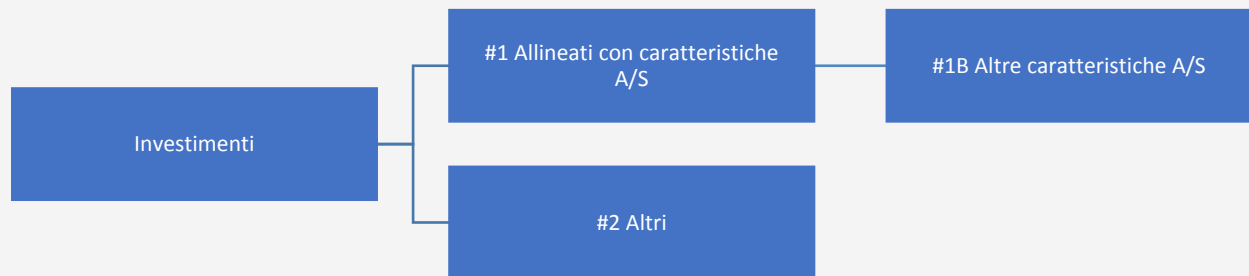 Investimenti
#1 Allineati con caratteristiche
A/S
#1B Altre caratteristiche A/S
#2 Altri